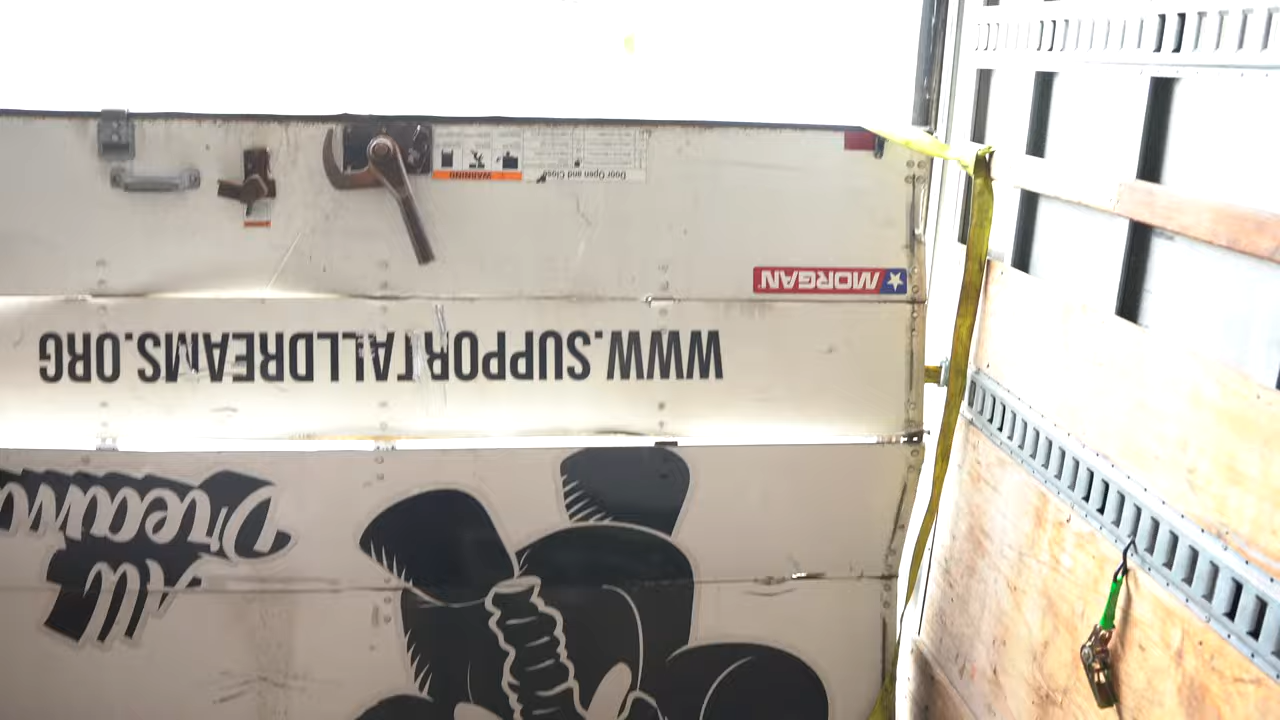 WARNING
Door Open and Close
MORGAN
WWW.SUPPORTALLDREAMS.ORG
All
Dreams